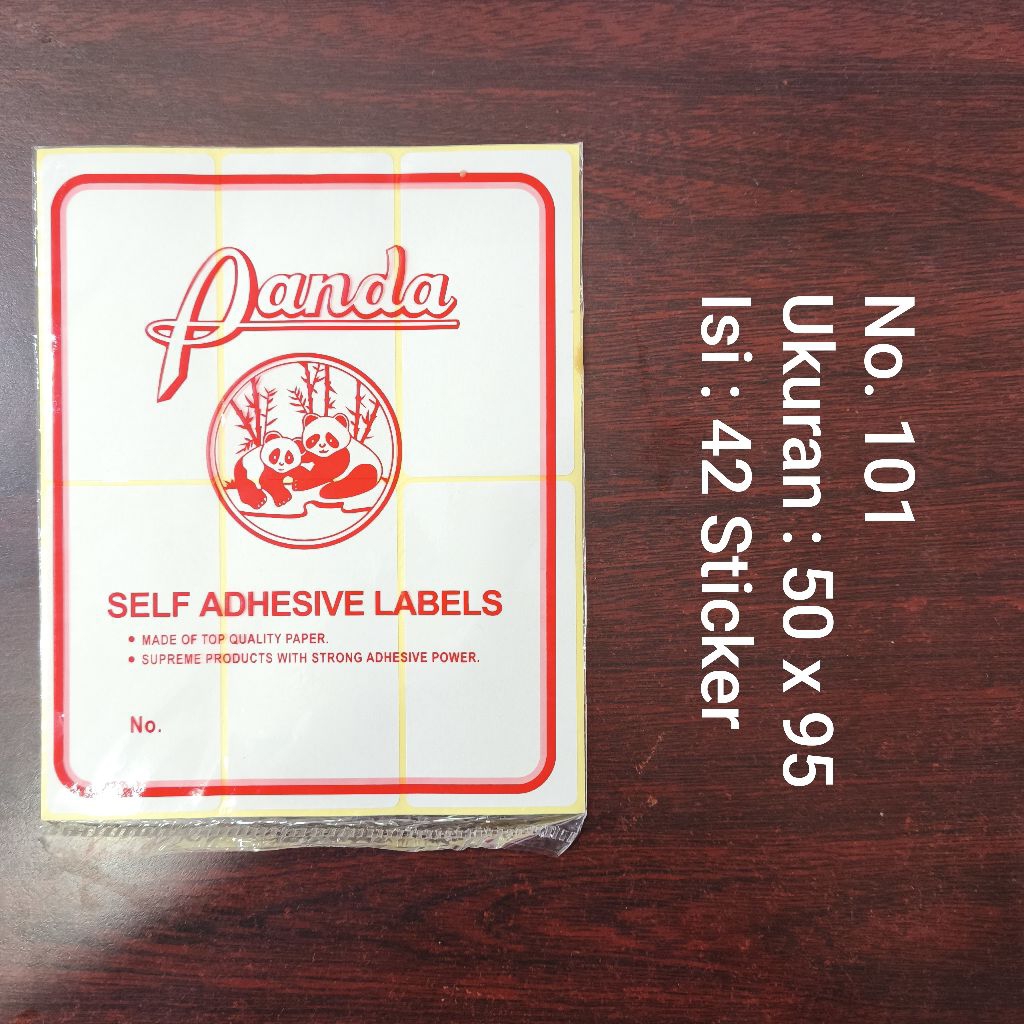 Panda
SELF ADHESIVE LABELS
• MADE OF TOP QUALITY PAPER.
• SUPREME PRODUCTS WITH STRONG ADHESIVE POWER.
No.
No. 101
Ukuran : 50 x 95
Isi : 42 Sticker